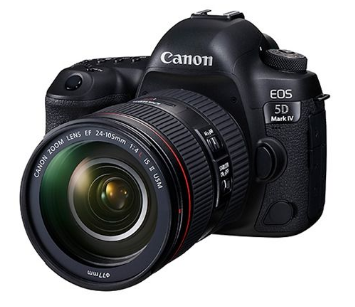 Canon
EOS
5D
Mark IV
CANON ZOOM LENS EF 24-105mm 1:4 L IS II USM
ø77mm